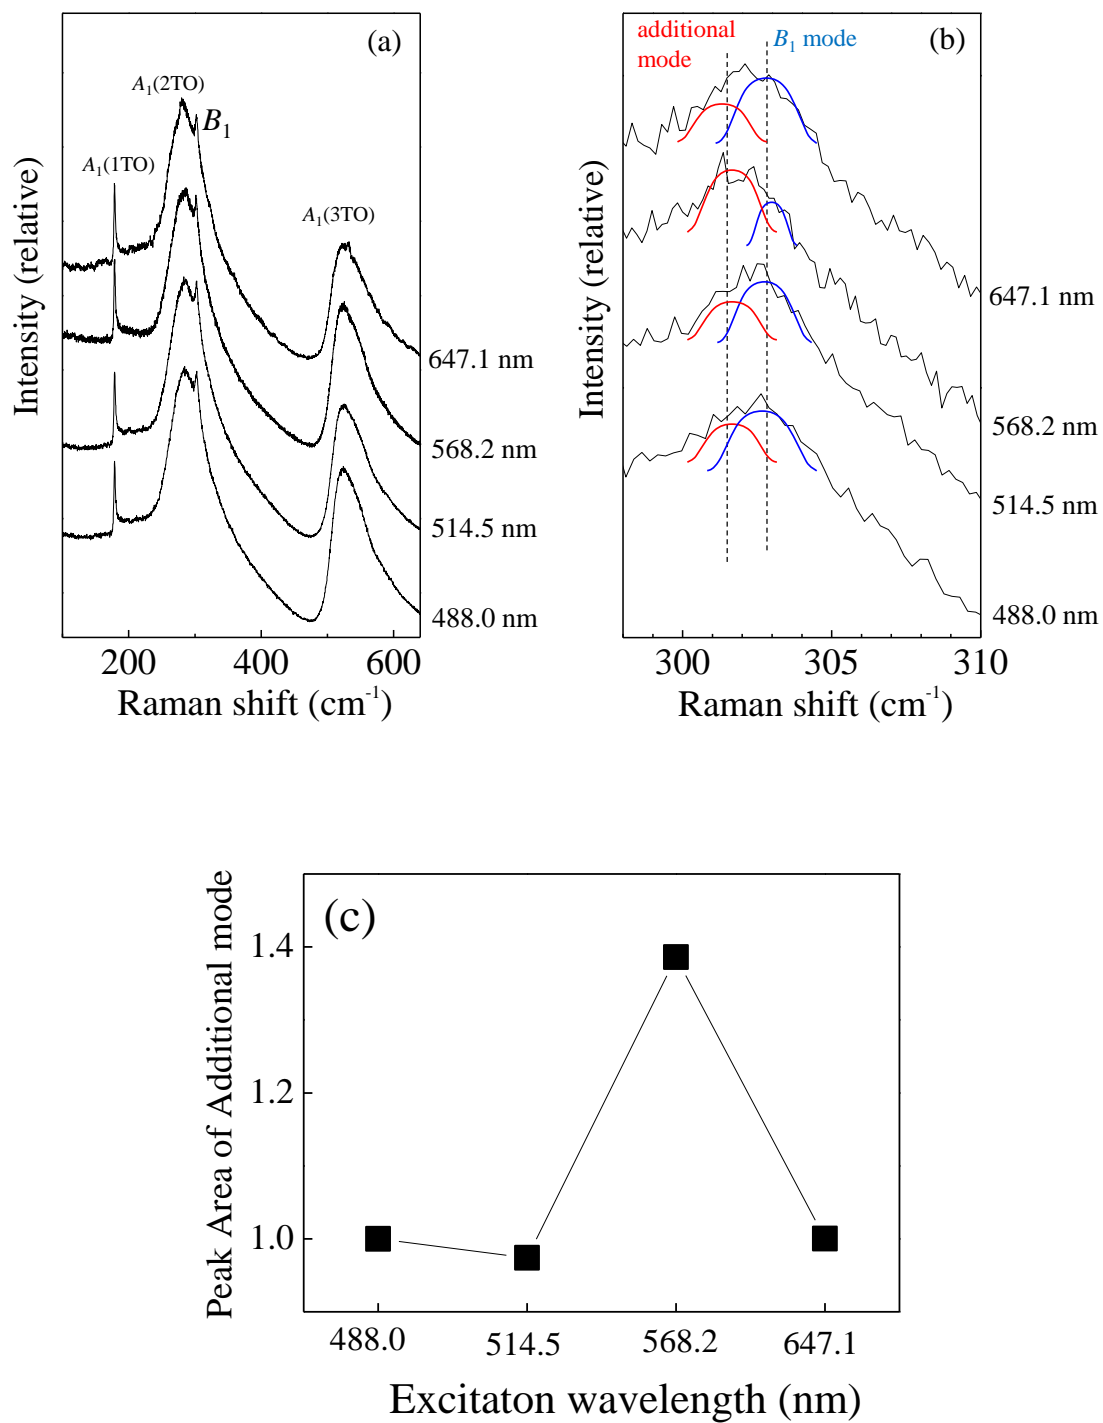 (a)
A1(2TO)
B1
A1(1TO)
A1(3TO)
647.1 nm
568.2 nm
514.5 nm
488.0 nm
Intensity (relative)
200 400 600
Raman shift (cm-1)
(b)
additional
mode
B1 mode
647.1 nm
568.2 nm
514.5 nm
488.0 nm
Intensity (relative)
300 305 310
Raman shift (cm-1)
(c)
Peak Area of Additional mode
1.4
1.2
1.0
488.0 514.5 568.2 647.1
Excitaton wavelength (nm)